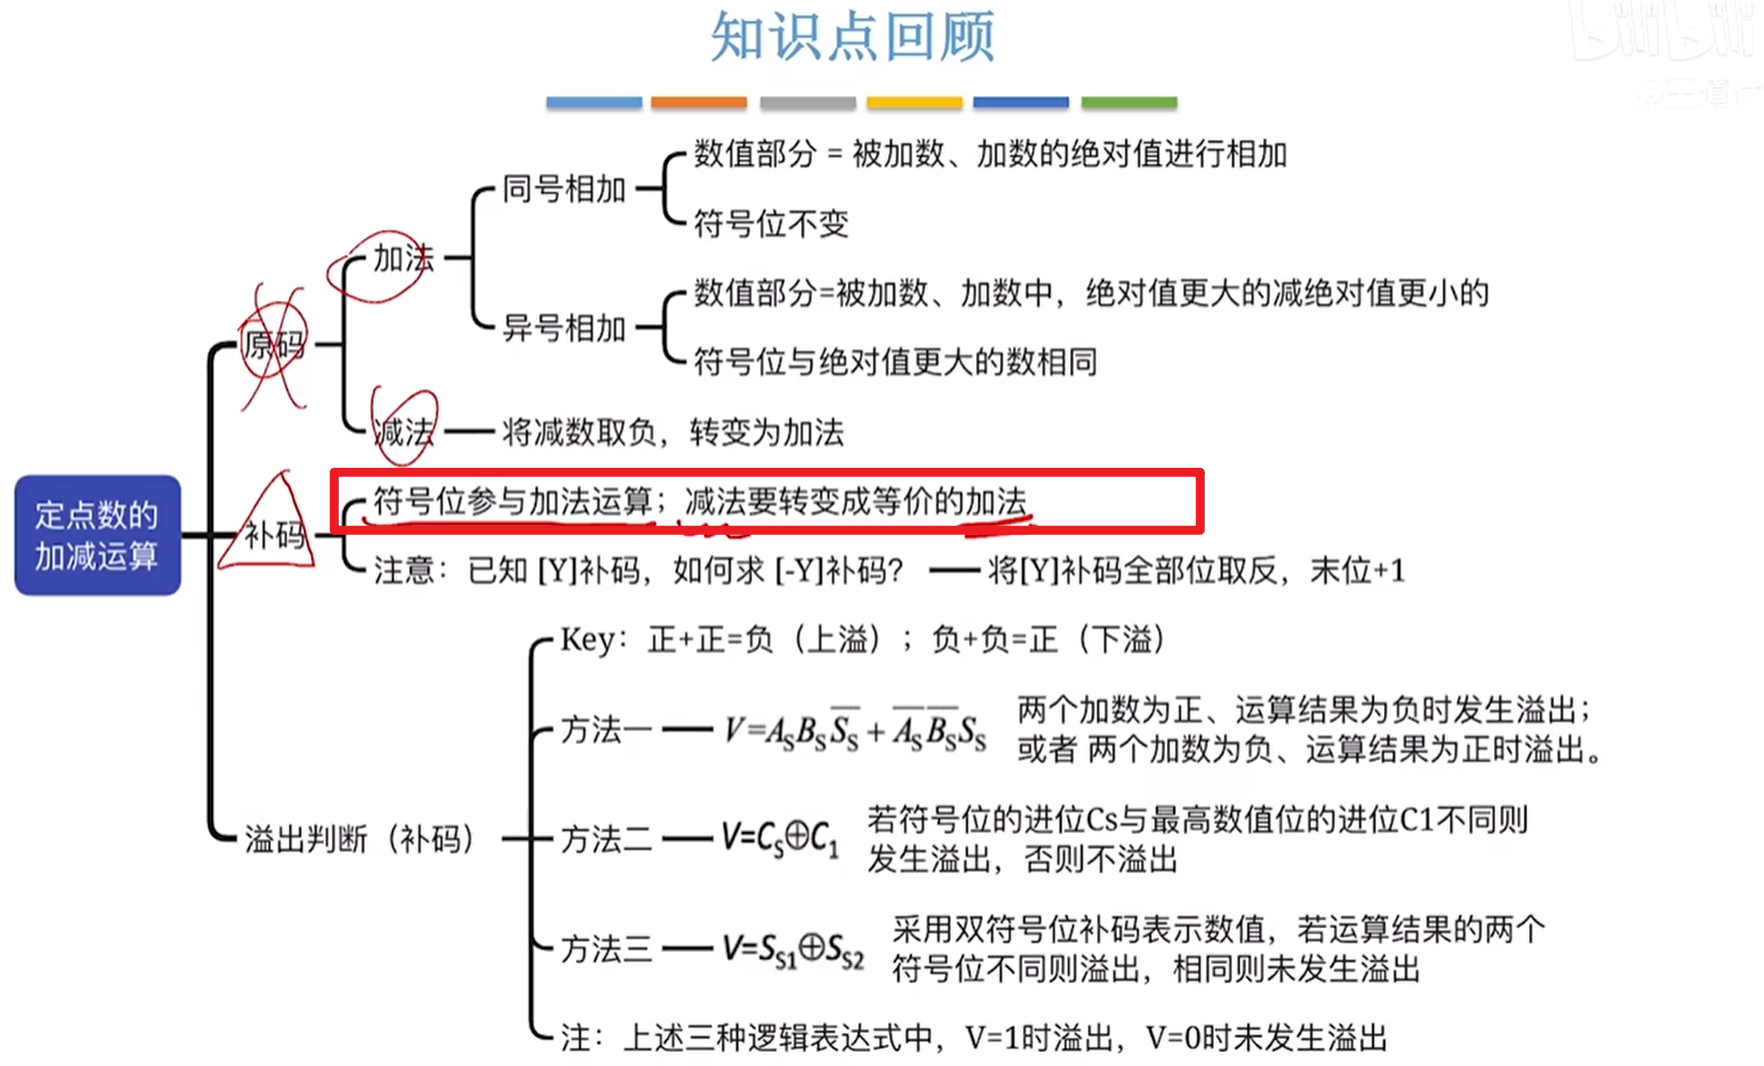 知识点回顾
bilibili
数值部分 = 被加数、加数的绝对值进行相加
同号相加
符号位不变
加法
数值部分=被加数、加数中，绝对值更大的减绝对值更小的
异号相加
符号位与绝对值更大的数相同
原码
减法 将减数取负，转变为加法
定点数的
加减运算
符号位参与加法运算；减法要转变成等价的加法
补码
注意：已知 [Y]补码，如何求 [-Y]补码？ 将[Y]补码全部位取反，末位+1
Key：正+正=负（上溢）；负+负=正（下溢）
方法一 V=A_S B_S S̅_S + A̅_S B̅_S S_S
两个加数为正、运算结果为负时发生溢出；
或者 两个加数为负、运算结果为正时溢出。
溢出判断（补码）
方法二 V=C_S⊕C_1
若符号位的进位Cs与最高数值位的进位C1不同则
发生溢出，否则不溢出
方法三 V=S_S1⊕S_S2
采用双符号位补码表示数值，若运算结果的两个
符号位不同则溢出，相同则未发生溢出
注：上述三种逻辑表达式中，V=1时溢出，V=0时未发生溢出